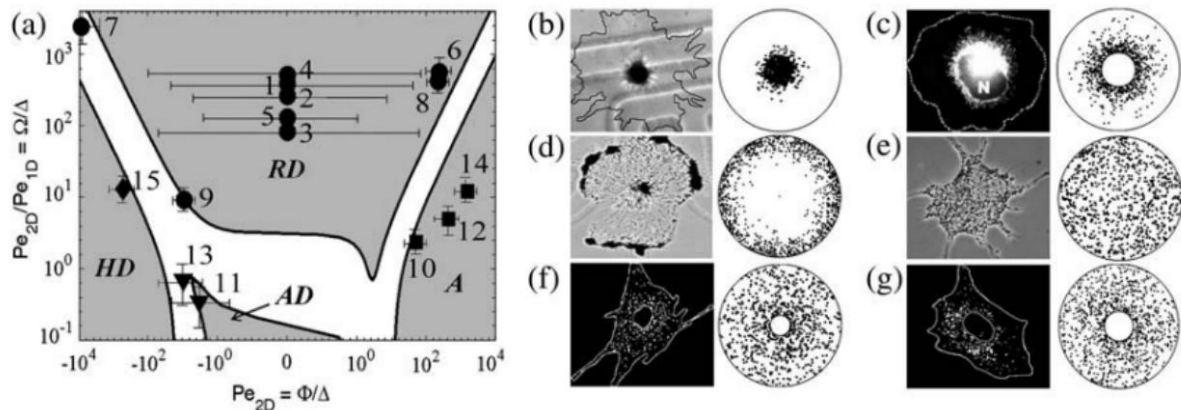 (a)
10³
10²
10¹
10⁰
10⁻¹
Pe₂D/Pe₁D = Ω/Δ
7
4
1
2
5
3
6
8
RD
14
15
9
12
HD
13
10
11
AD
A
-10⁴ -10² -10⁰ 0 10⁰ 10² 10⁴
Pe₂D = Φ/Δ
(b)
(c)
N
(d)
(e)
(f)
(g)